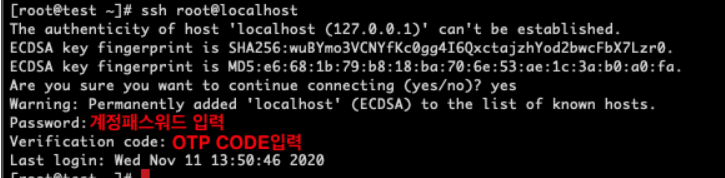 [root@test ~]# ssh root@localhost
The authenticity of host 'localhost (127.0.0.1)' can't be established.
ECDSA key fingerprint is SHA256:wuBYmo3VCNYfKc0gg4I6QxctajzhYod2bwcFbX7Lzr0.
ECDSA key fingerprint is MD5:e6:68:1b:79:b8:18:ba:70:6e:53:ae:1c:3a:b0:a0:fa.
Are you sure you want to continue connecting (yes/no)? yes
Warning: Permanently added 'localhost' (ECDSA) to the list of known hosts.
Password: 계정패스워드 입력
Verification code: OTP CODE입력
Last login: Wed Nov 11 13:50:46 2020
[root@test ~]#